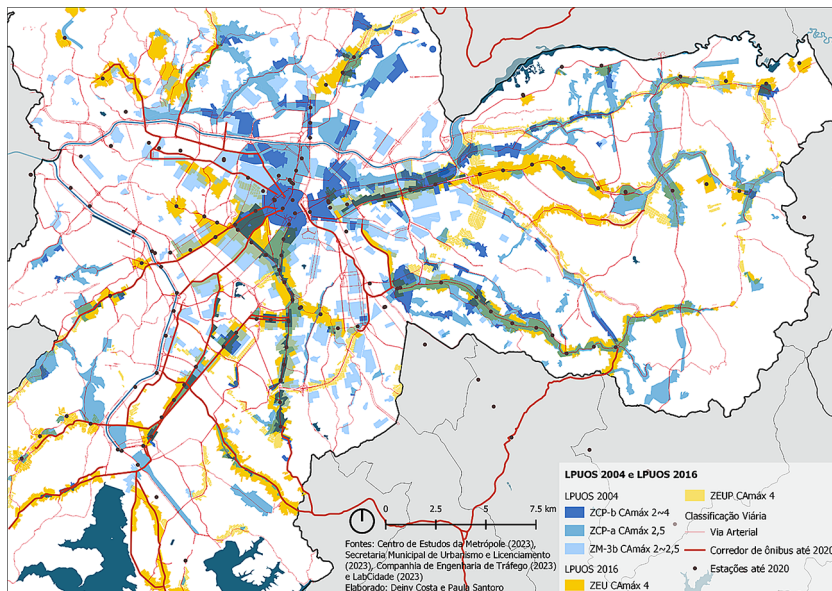 LPUOS 2004 e LPUOS 2016
LPUOS 2004
ZCP-b CAmáx 2~4
ZCP-a CAmáx 2,5
ZM-3b CAmáx 2~2,5
LPUOS 2016
ZEU CAmáx 4
ZEUP CAmáx 4
Classificação Viária
Via Arterial
Corredor de ônibus até 2020
Estações até 2020
0 2.5 5 7.5 km
Fontes: Centro de Estudos da Metrópole (2023),
Secretaria Municipal de Urbanismo e Licenciamento
(2023), Companhia de Engenharia de Tráfego (2023)
e LabCidade (2023)
Elaborado: Deiny Costa e Paula Santoro